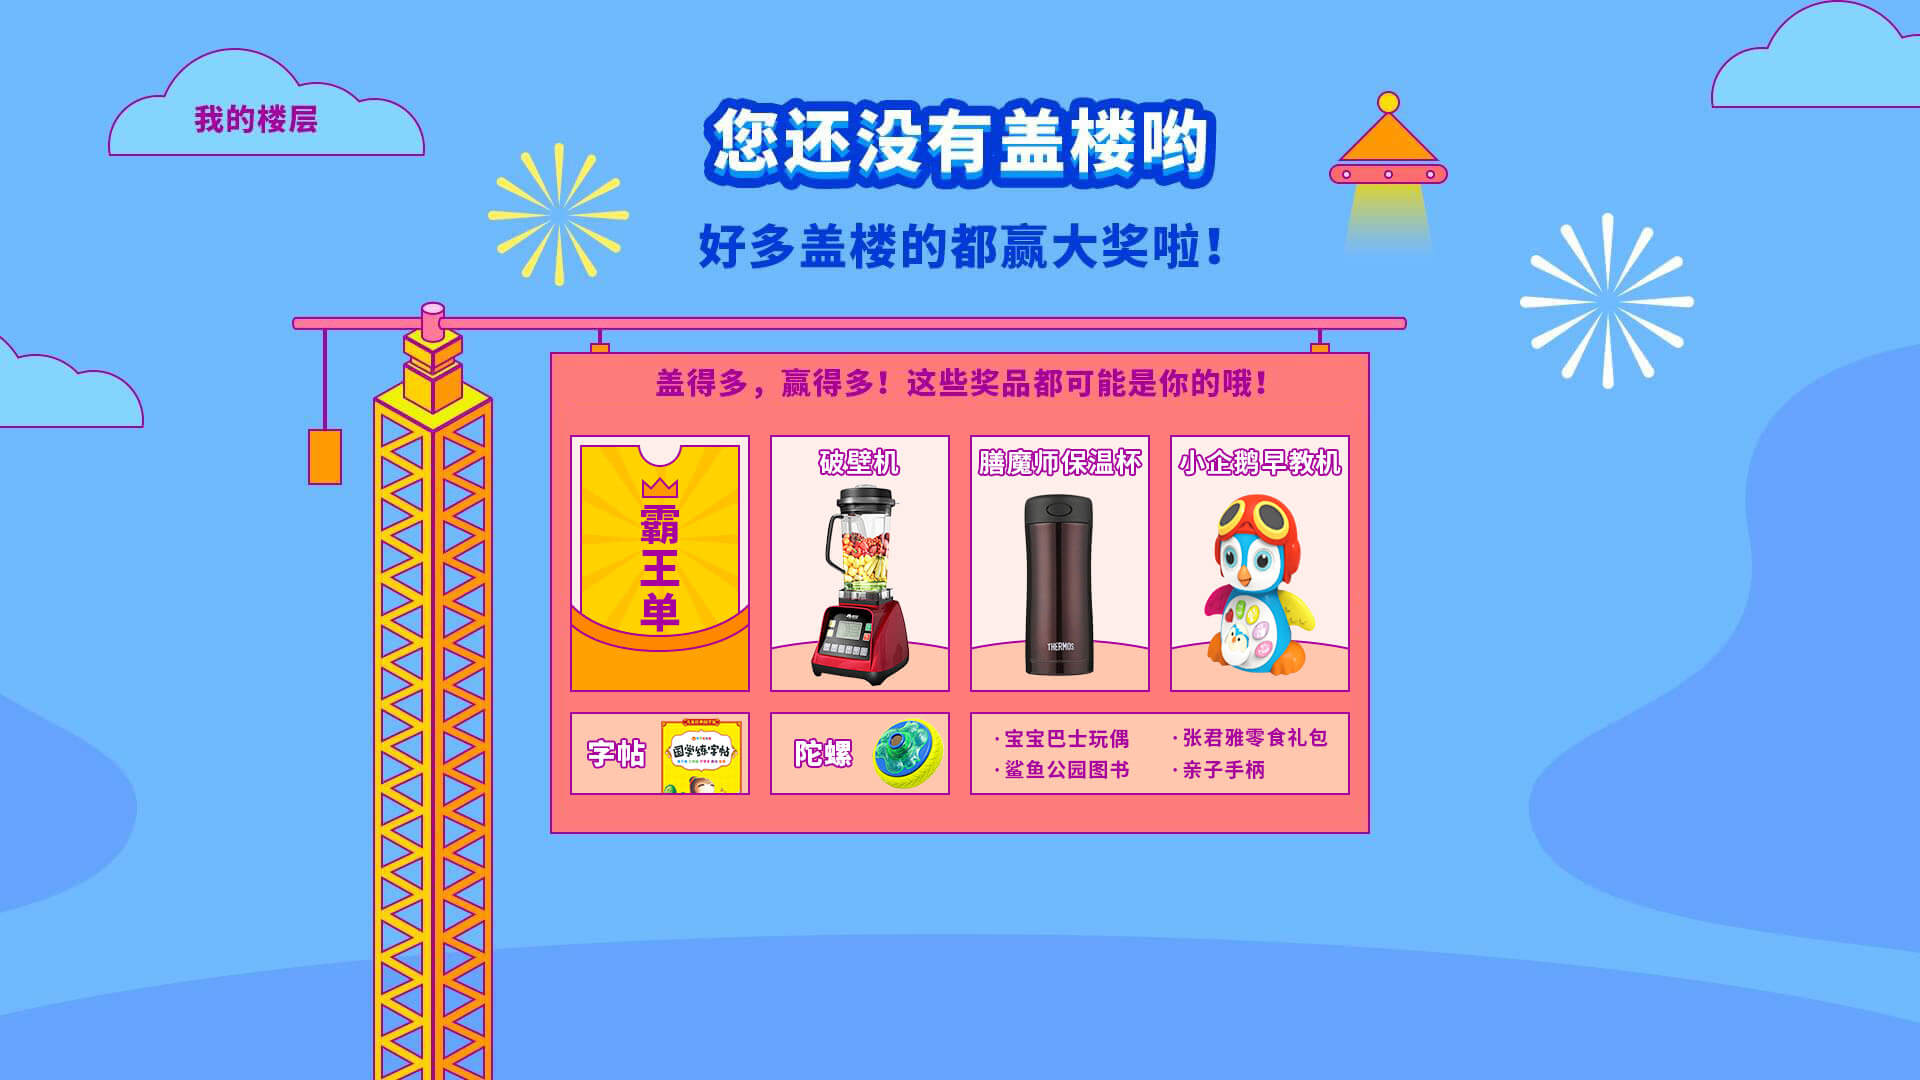 我的楼层
您还没有盖楼哟
好多盖楼的都赢大奖啦！
盖得多，赢得多！这些奖品都可能是你的哦！
霸王单
破壁机
膳魔师保温杯
小企鹅早教机
THERMOS
字帖
国学练字帖
陀螺
·宝宝巴士玩偶
·张君雅零食礼包
·鲨鱼公园图书
·亲子手柄